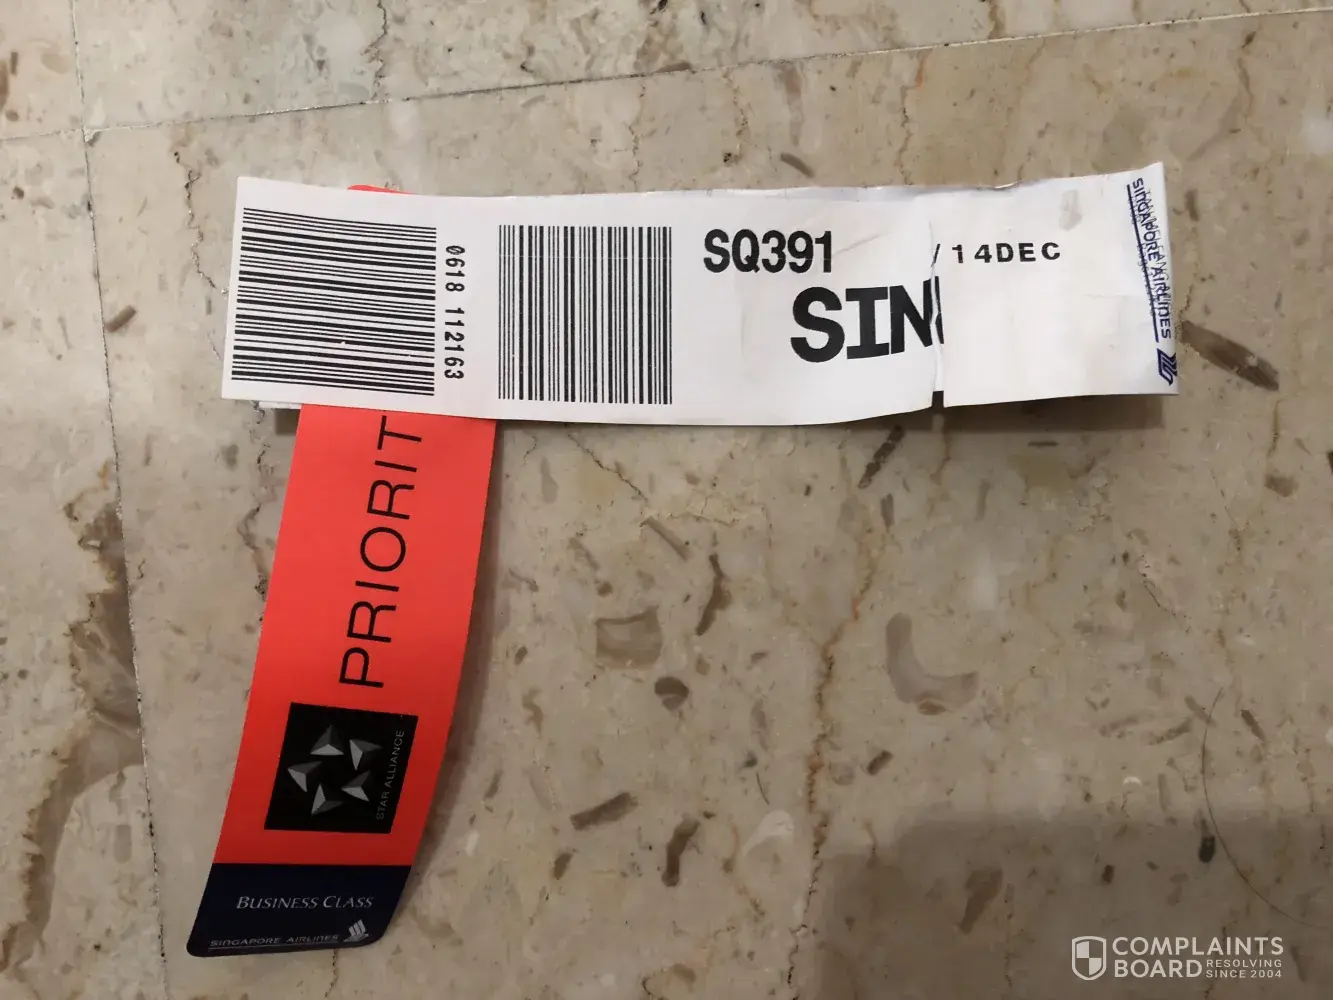 0618 112163
SQ391
/14DEC
SIN
SINGAPORE AIRLINES
PRIORIT
STAR ALLIANCE
BUSINESS CLASS
SINGAPORE AIRLINES
COMPLAINTS
BOARD RESOLVING
SINCE 2004